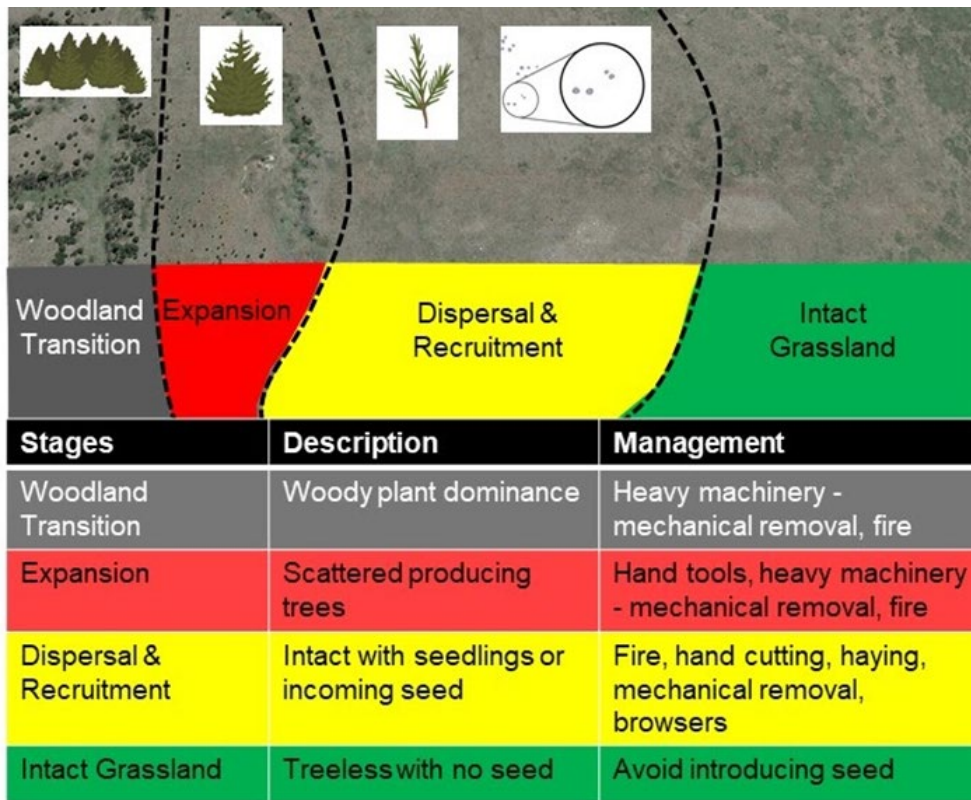 Woodland
Transition
Expansion
Dispersal &
Recruitment
Intact
Grassland
Stages
Description
Management
Woodland
Transition
Woody plant dominance
Heavy machinery -
mechanical removal, fire
Expansion
Scattered producing
trees
Hand tools, heavy machinery
- mechanical removal, fire
Dispersal &
Recruitment
Intact with seedlings or
incoming seed
Fire, hand cutting, haying,
mechanical removal,
browsers
Intact Grassland
Treeless with no seed
Avoid introducing seed